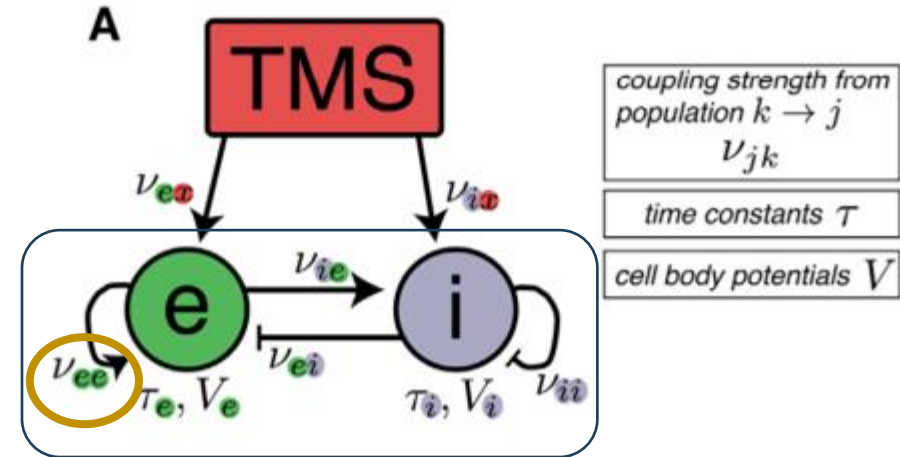 A
TMS
coupling strength from
population k → j
ν_jk
time constants τ
cell body potentials V
ν_ex
ν_ix
ν_ie
e
i
ν_ei
ν_ee
ν_ii
τ_e, V_e
τ_i, V_i